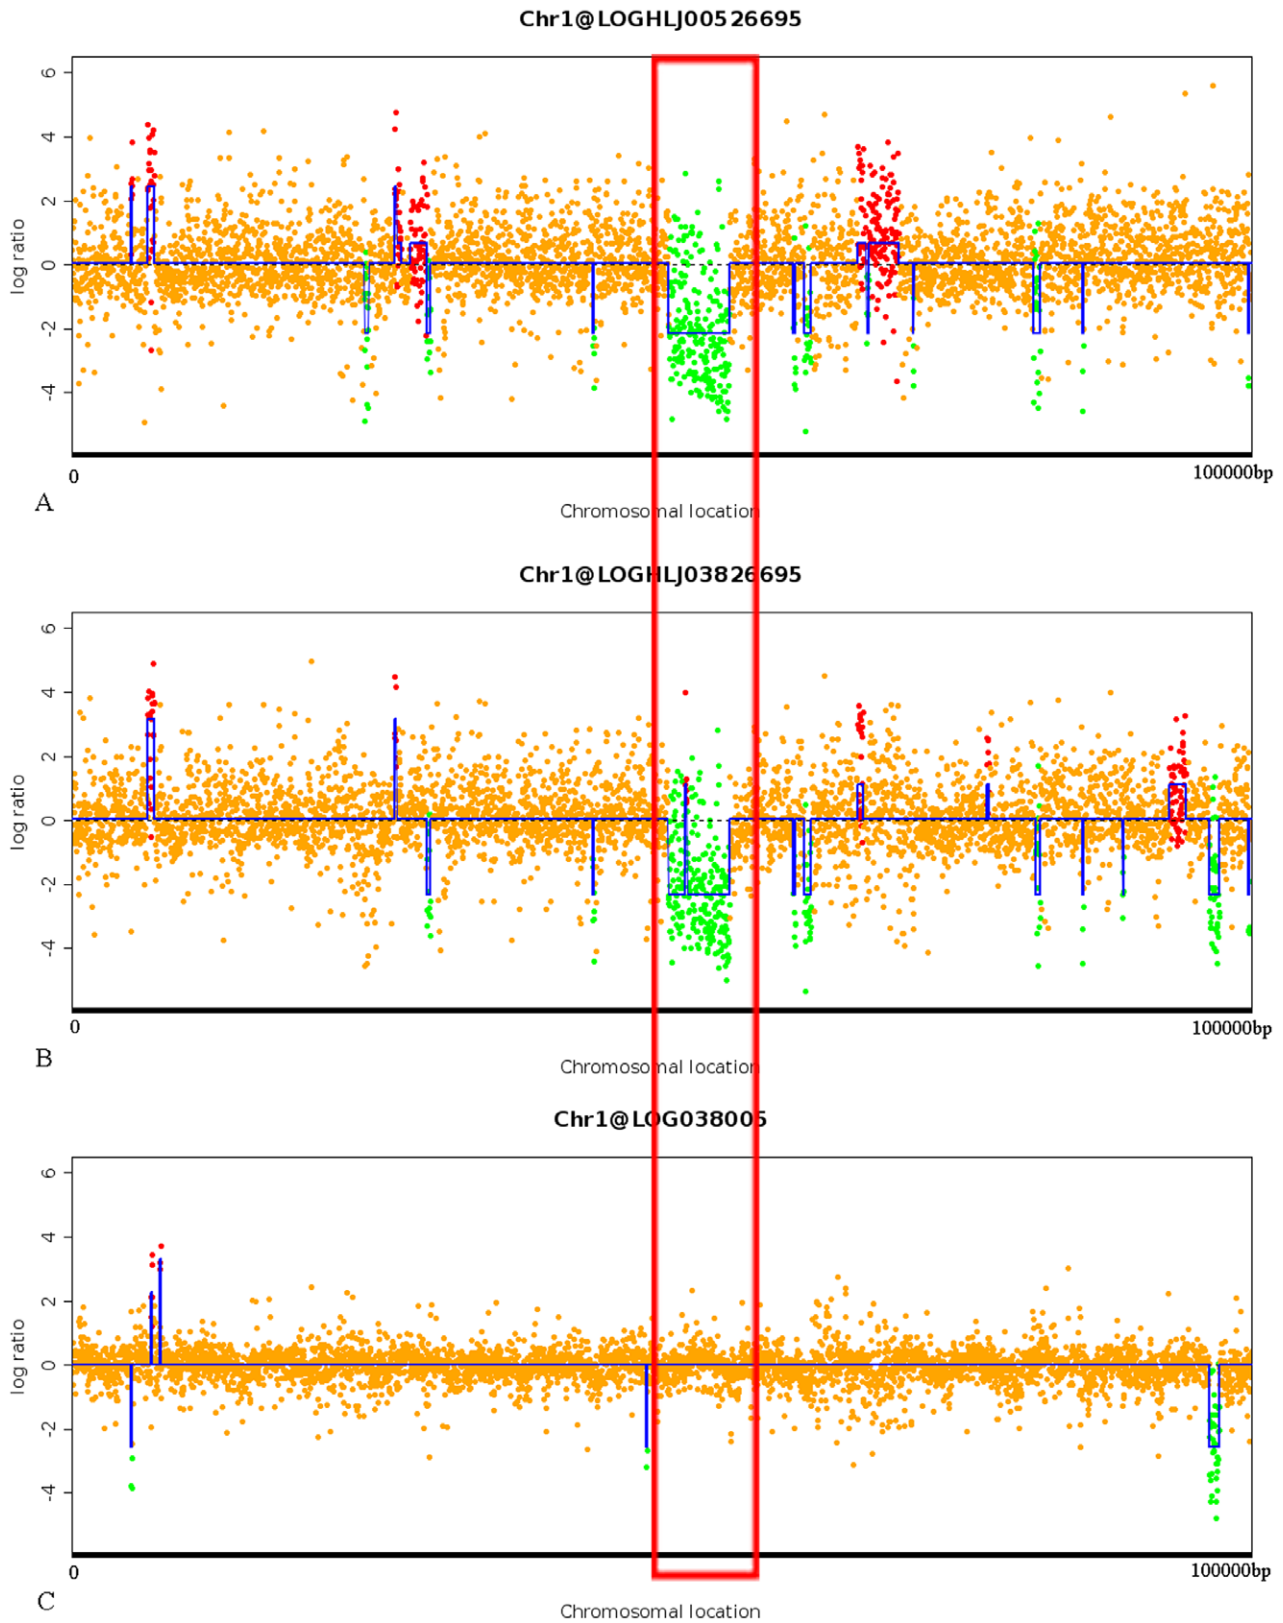 Chr1@LOGHLJ00526695
6
4
2
0
-2
-4
log ratio
0
100000bp
A
Chromosomal location
Chr1@LOGHLJ03826695
6
4
2
0
-2
-4
log ratio
0
100000bp
B
Chromosomal location
Chr1@LOG038005
6
4
2
0
-2
-4
log ratio
0
100000bp
C
Chromosomal location